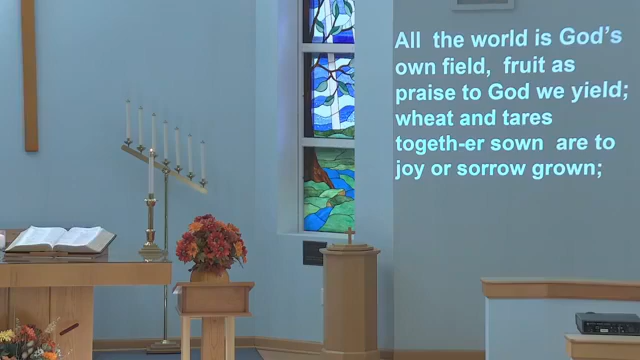 All the world is God's
own field, fruit as
praise to God we yield;
wheat and tares
togeth-er sown are to
joy or sorrow grown;